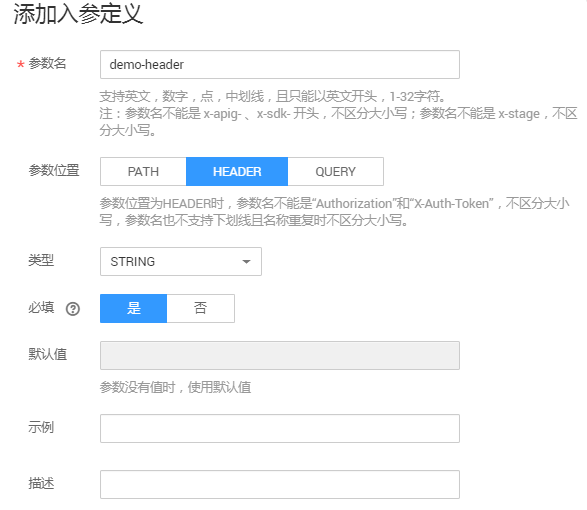 添加入参定义
* 参数名 demo-header
支持英文，数字，点，中划线，且只能以英文开头，1-32字符。
注：参数名不能是 x-apig- 、x-sdk- 开头，不区分大小写；参数名不能是 x-stage，不区
分大小写。
参数位置 PATH HEADER QUERY
参数位置为HEADER时，参数名不能是“Authorization”和“X-Auth-Token”，不区分大小
写，参数名也不支持下划线且名称重复时不区分大小写。
类型 STRING
必填 ? 是 否
默认值
参数没有值时，使用默认值
示例
描述